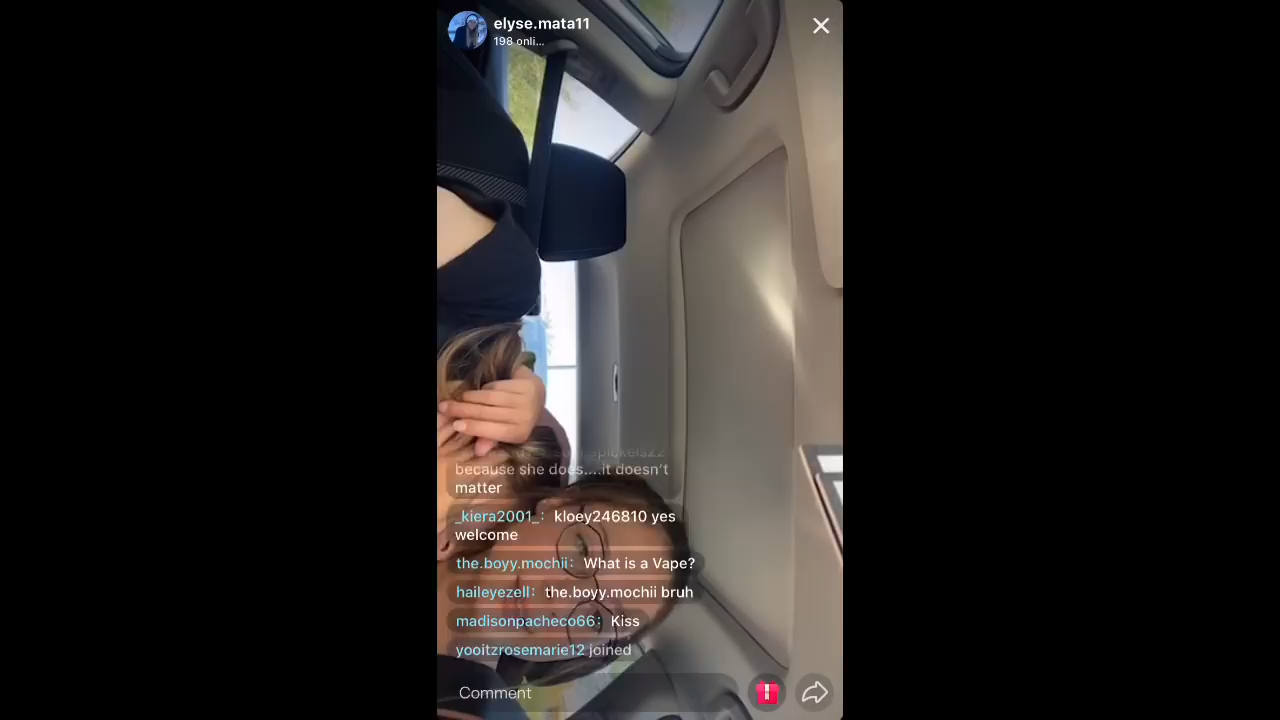 elyse.mata11
198 onli...
because she does....it doesn't
matter
_kiera2001_: kloey246810 yes
welcome
the.boyy.mochii: What is a Vape?
haileyezell: the.boyy.mochii bruh
madisonpacheco66: Kiss
yooitzrosemarie12 joined
Comment